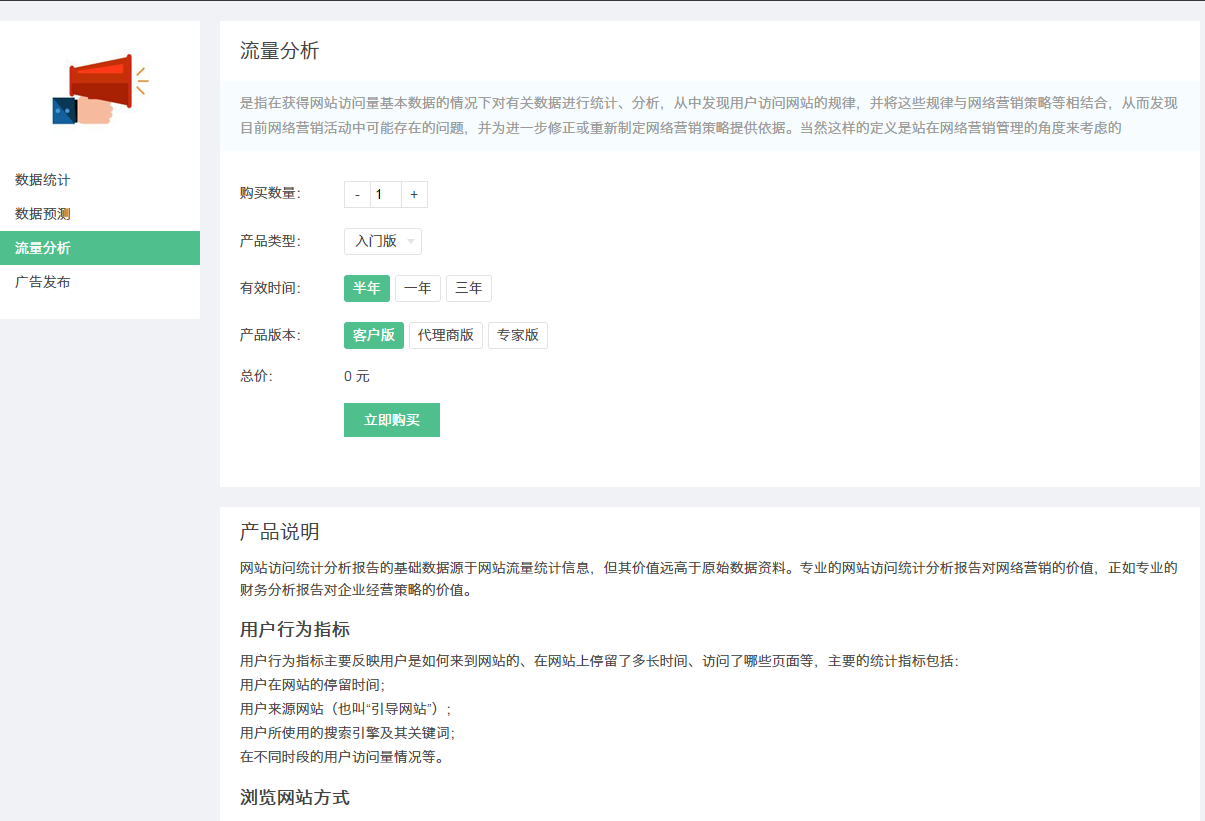 流量分析
是指在获得网站访问量基本数据的情况下对有关数据进行统计、分析，从中发现用户访问网站的规律，并将这些规律与网络营销策略等相结合，从而发现
目前网络营销活动中可能存在的问题，并为进一步修正或重新制定网络营销策略提供依据。当然这样的定义是站在网络营销管理的角度来考虑的
数据统计
数据预测
流量分析
广告发布
购买数量： - 1 +
产品类型： 入门版
有效时间： 半年 一年 三年
产品版本： 客户版 代理商版 专家版
总价： 0 元
立即购买
产品说明
网站访问统计分析报告的基础数据源于网站流量统计信息，但其价值远高于原始数据资料。专业的网站访问统计分析报告对网络营销的价值，正如专业的
财务分析报告对企业经营策略的价值。
用户行为指标
用户行为指标主要反映用户是如何来到网站的、在网站上停留了多长时间、访问了哪些页面等，主要的统计指标包括：
用户在网站的停留时间；
用户来源网站（也叫“引导网站”）；
用户所使用的搜索引擎及其关键词；
在不同时段的用户访问量情况等。
浏览网站方式